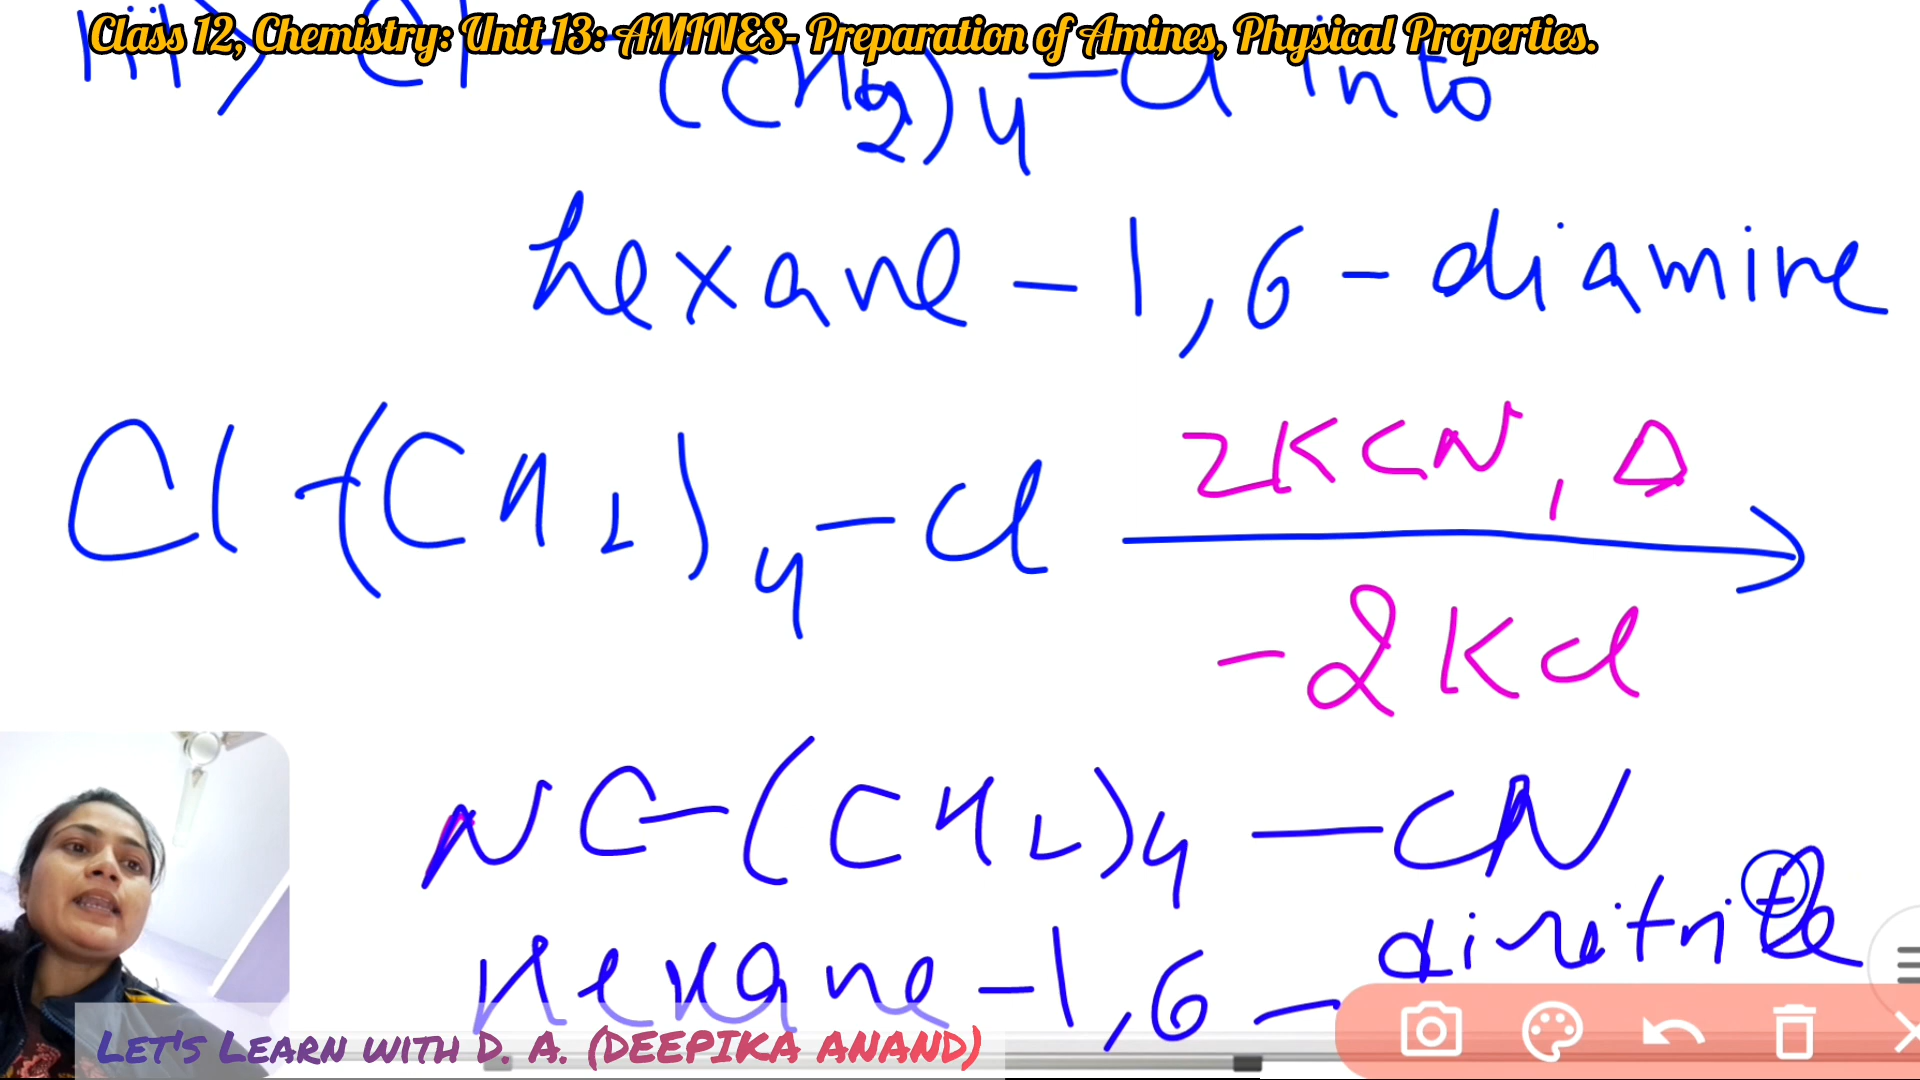 Class 12, Chemistry: Unit 13: AMINES- Preparation of Amines, Physical Properties.
iii) Cl - (CH2)4 - Cl into
hexane - 1, 6 - diamine
Cl - (CH2)4 - Cl
2KCN, Δ
- 2KCl
NC - (CH2)4 - CN
Hexane - 1, 6 - dinitrile
LET'S LEARN WITH D. A. (DEEPIKA ANAND)